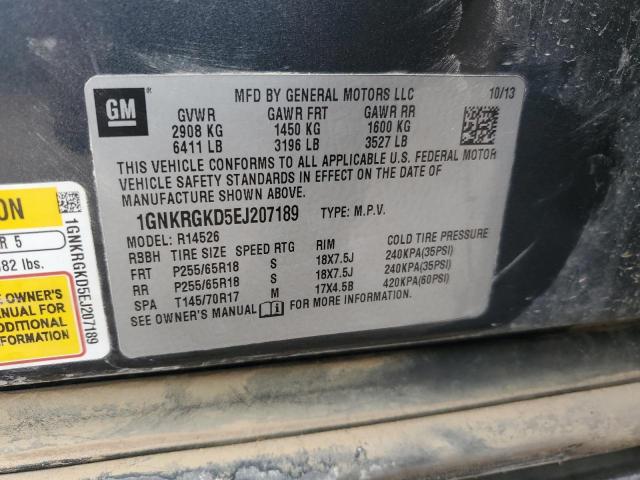 GM
MFD BY GENERAL MOTORS LLC 10/13
GVWR GAWR FRT GAWR RR
2908 KG 1450 KG 1600 KG
6411 LB 3196 LB 3527 LB
THIS VEHICLE CONFORMS TO ALL APPLICABLE U.S. FEDERAL MOTOR
VEHICLE SAFETY STANDARDS IN EFFECT ON THE DATE OF
MANUFACTURE SHOWN ABOVE.
1GNKRGKD5EJ207189 TYPE: M.P.V.
MODEL: R14526
RBBH TIRE SIZE SPEED RTG RIM COLD TIRE PRESSURE
FRT P255/65R18 S 18X7.5J 240KPA(35PSI)
RR P255/65R18 S 18X7.5J 240KPA(35PSI)
SPA T145/70R17 M 17X4.5B 420KPA(60PSI)
SEE OWNER'S MANUAL FOR MORE INFORMATION.
ION
R 5
82 lbs.
E OWNER'S
MANUAL FOR
ADDITIONAL
FORMATION
1GNKRGKD5EJ207189